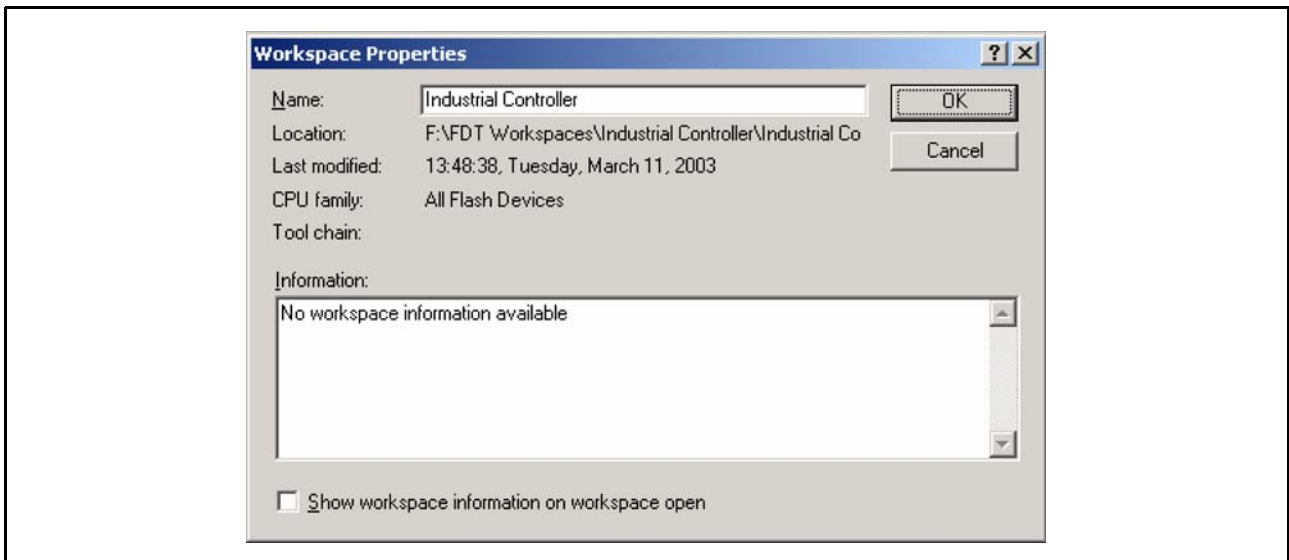 Workspace Properties
Name: Industrial Controller
OK
Location: F:\FDT Workspaces\Industrial Controller\Industrial Co
Cancel
Last modified: 13:48:38, Tuesday, March 11, 2003
CPU family: All Flash Devices
Tool chain:
Information:
No workspace information available
Show workspace information on workspace open